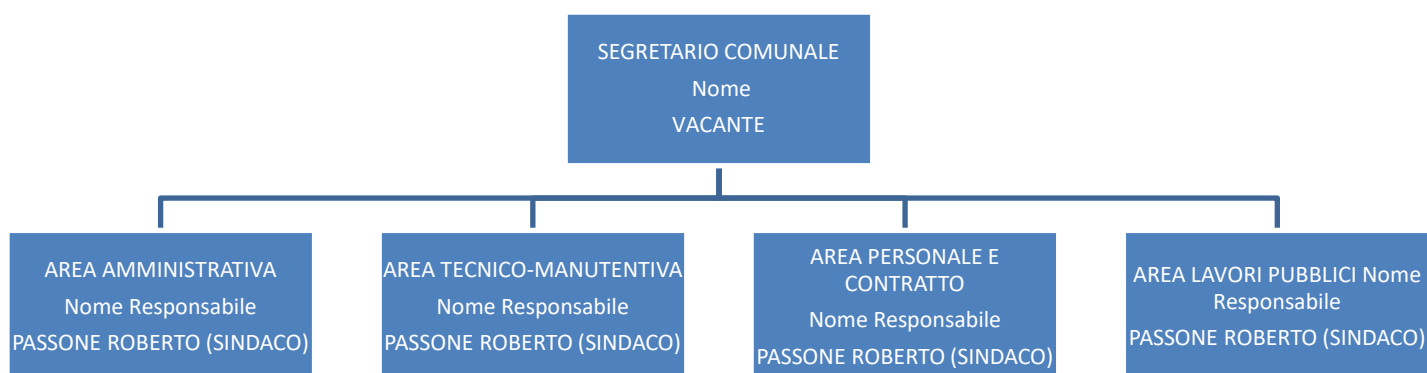 SEGRETARIO COMUNALE
Nome
VACANTE
AREA AMMINISTRATIVA
Nome Responsabile
PASSONE ROBERTO (SINDACO)
AREA TECNICO-MANUTENTIVA
Nome Responsabile
PASSONE ROBERTO (SINDACO)
AREA PERSONALE E
CONTRATTO
Nome Responsabile
PASSONE ROBERTO (SINDACO)
AREA LAVORI PUBBLICI Nome
Responsabile
PASSONE ROBERTO (SINDACO)